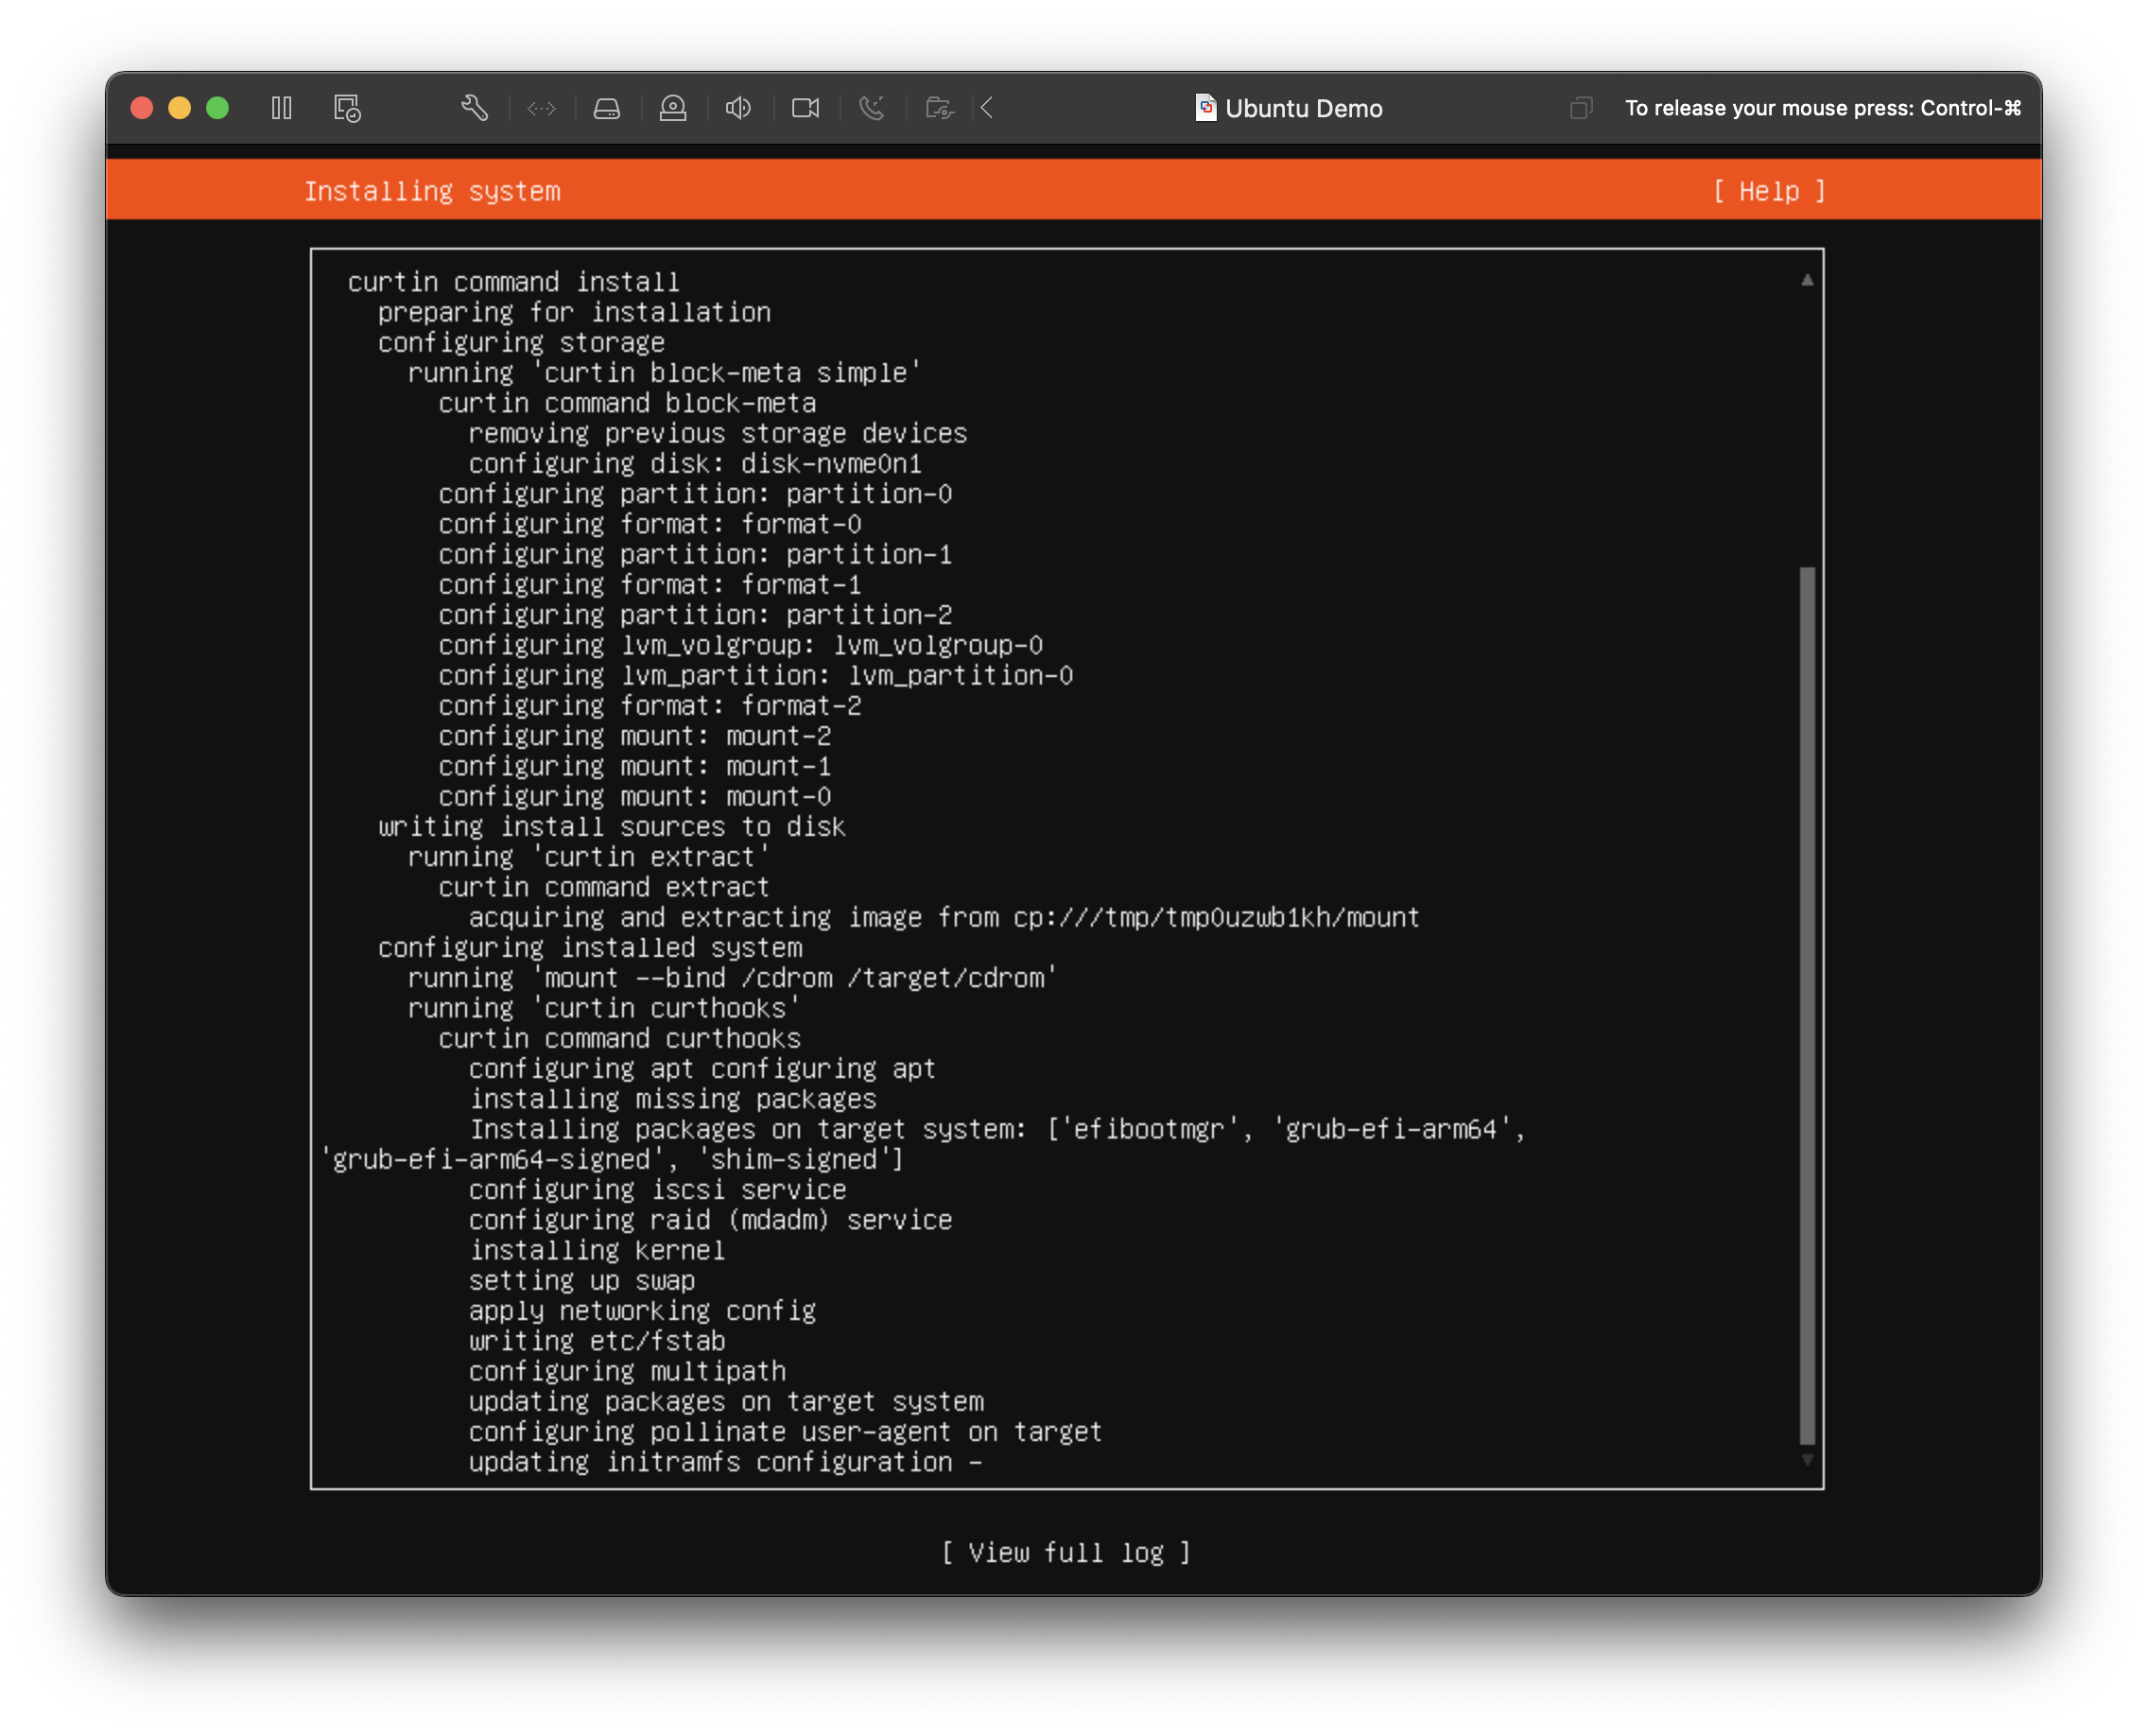 Ubuntu Demo
To release your mouse press: Control-⌘
Installing system
[ Help ]
curtin command install
preparing for installation
configuring storage
running 'curtin block-meta simple'
curtin command block-meta
removing previous storage devices
configuring disk: disk-nvme0n1
configuring partition: partition-0
configuring format: format-0
configuring partition: partition-1
configuring format: format-1
configuring partition: partition-2
configuring lvm_volgroup: lvm_volgroup-0
configuring lvm_partition: lvm_partition-0
configuring format: format-2
configuring mount: mount-2
configuring mount: mount-1
configuring mount: mount-0
writing install sources to disk
running 'curtin extract'
curtin command extract
acquiring and extracting image from cp:///tmp/tmp0uzwb1kh/mount
configuring installed system
running 'mount --bind /cdrom /target/cdrom'
running 'curtin curthooks'
curtin command curthooks
configuring apt configuring apt
installing missing packages
Installing packages on target system: ['efibootmgr', 'grub-efi-arm64',
'grub-efi-arm64-signed', 'shim-signed']
configuring iscsi service
configuring raid (mdadm) service
installing kernel
setting up swap
apply networking config
writing etc/fstab
configuring multipath
updating packages on target system
configuring pollinate user-agent on target
updating initramfs configuration -
[ View full log ]